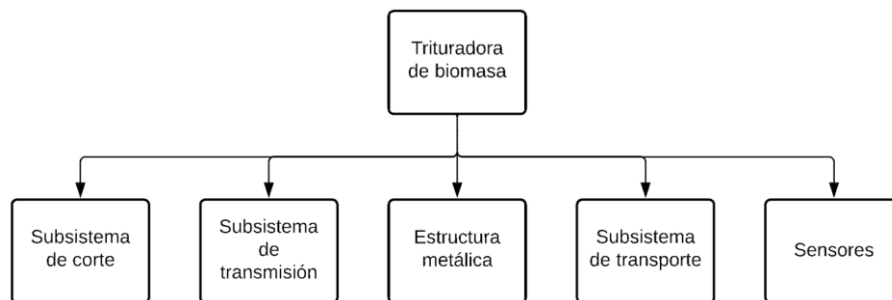 Trituradora
de biomasa
Subsistema
de corte
Subsistema
de
transmisión
Estructura
metálica
Subsistema
de transporte
Sensores